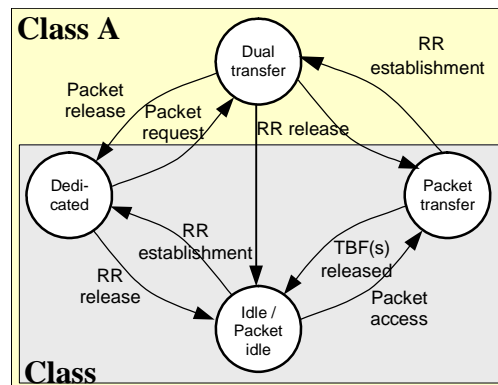 Class A
Dual
transfer
RR
establishment
Packet
release
Packet
request
RR release
Dedi-
cated
Packet
transfer
RR
establishment
TBF(s)
released
RR
release
Packet
access
Idle /
Packet
idle
Class